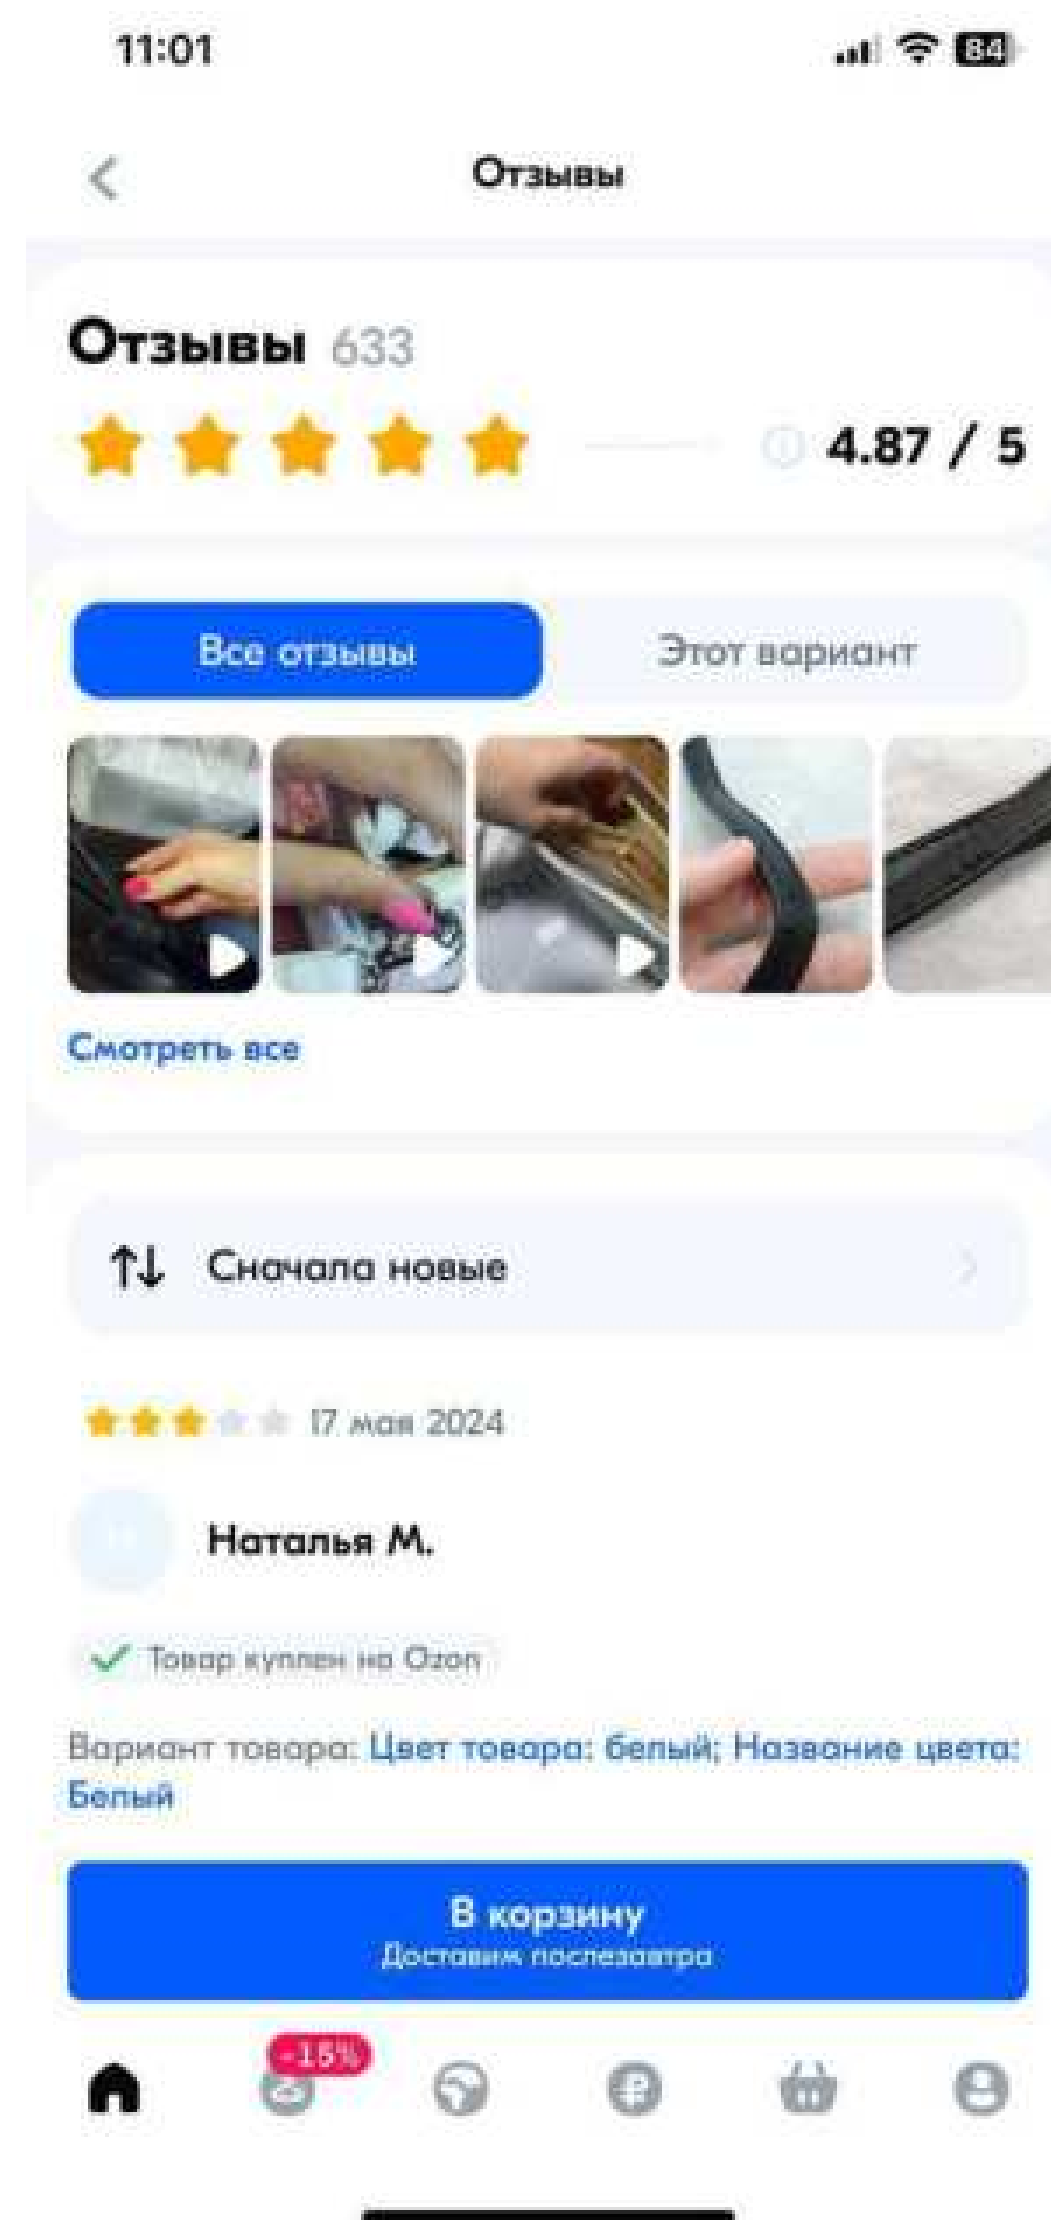 11:01
84
Отзывы
Отзывы 633
4.87 / 5
Все отзывы
Этот вариант
Смотреть все
Сначала новые
17 мая 2024
Наталья М.
Товар куплен на Ozon
Вариант товара: Цвет товара: белый; Название цвета:
Белый
В корзину
Доставим послезавтра
-15%